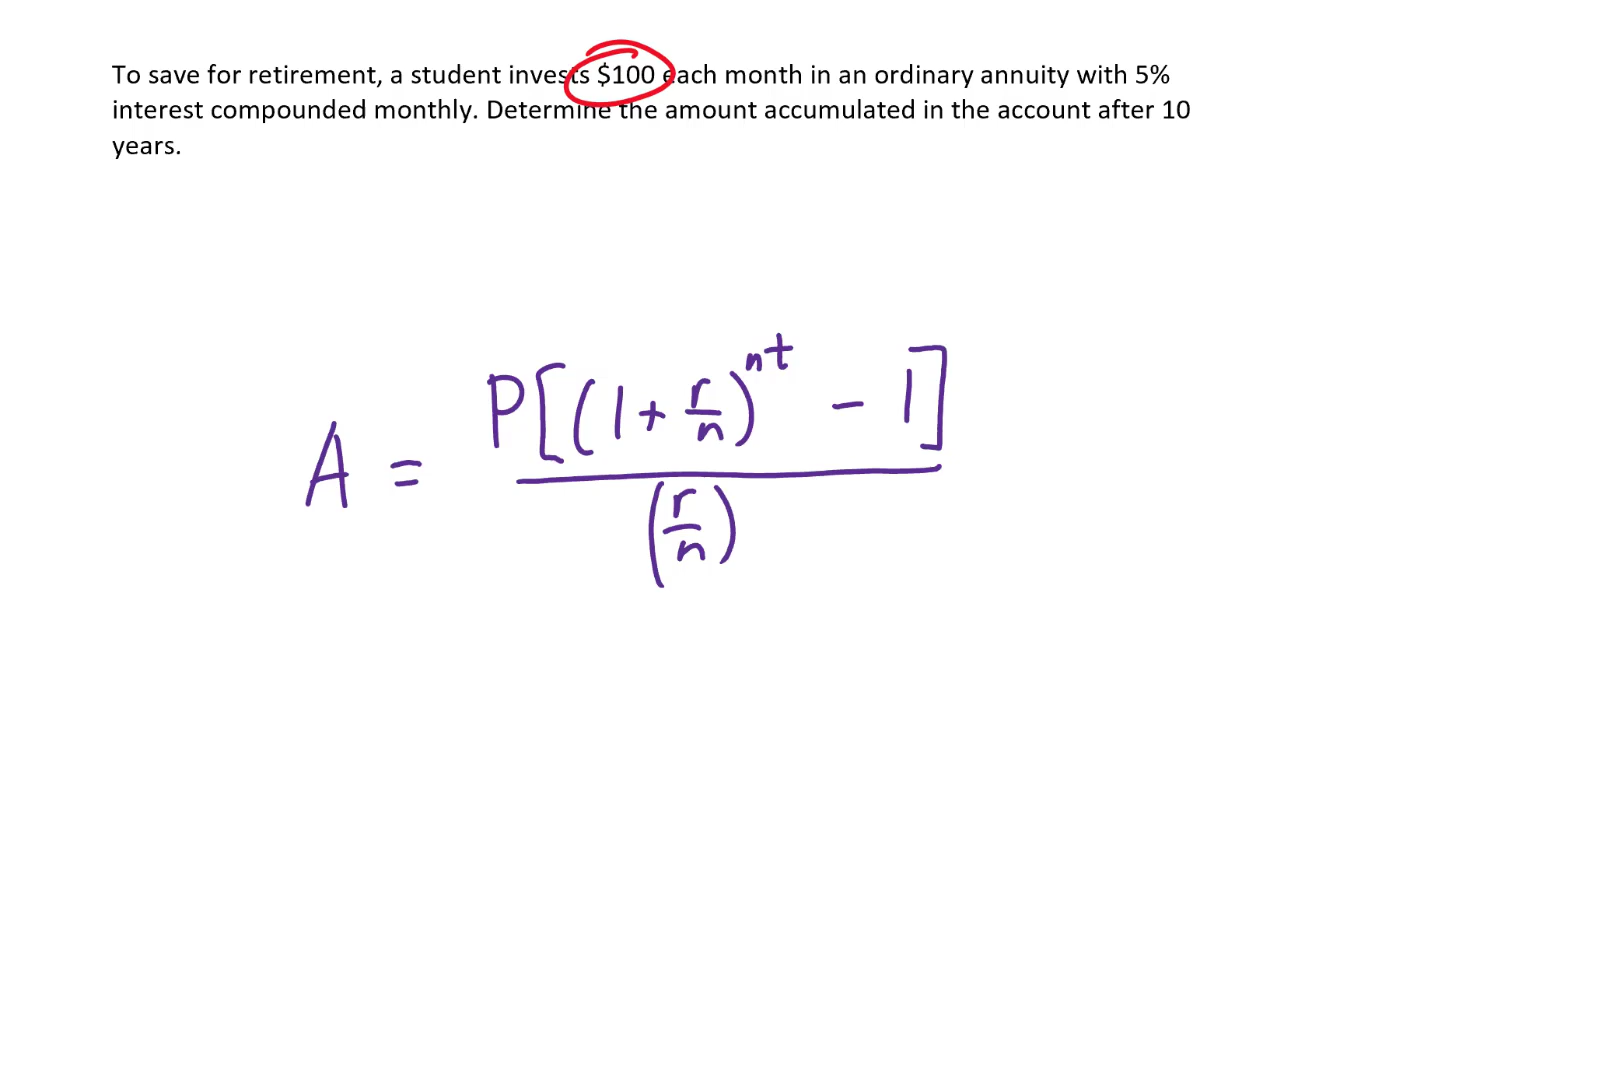 To save for retirement, a student invests $100 each month in an ordinary annuity with 5%
interest compounded monthly. Determine the amount accumulated in the account after 10
years.
A = P[(1 + r/n)^nt - 1] / (r/n)